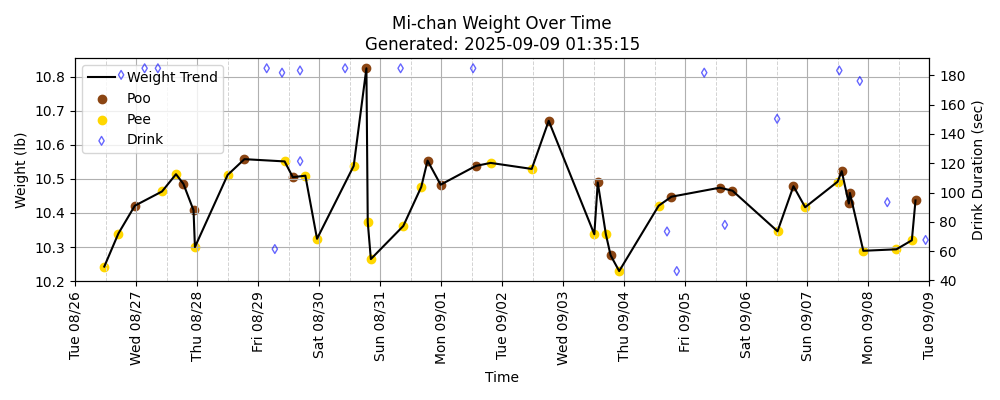 Mi-chan Weight Over Time
Generated: 2025-09-09 01:35:15
Weight Trend
Poo
Pee
Drink
Weight (lb)
10.8
10.7
10.6
10.5
10.4
10.3
10.2
180
160
140
120
100
80
60
40
Drink Duration (sec)
Tue 08/26
Wed 08/27
Thu 08/28
Fri 08/29
Sat 08/30
Sun 08/31
Mon 09/01
Tue 09/02
Wed 09/03
Thu 09/04
Fri 09/05
Sat 09/06
Sun 09/07
Mon 09/08
Tue 09/09
Time